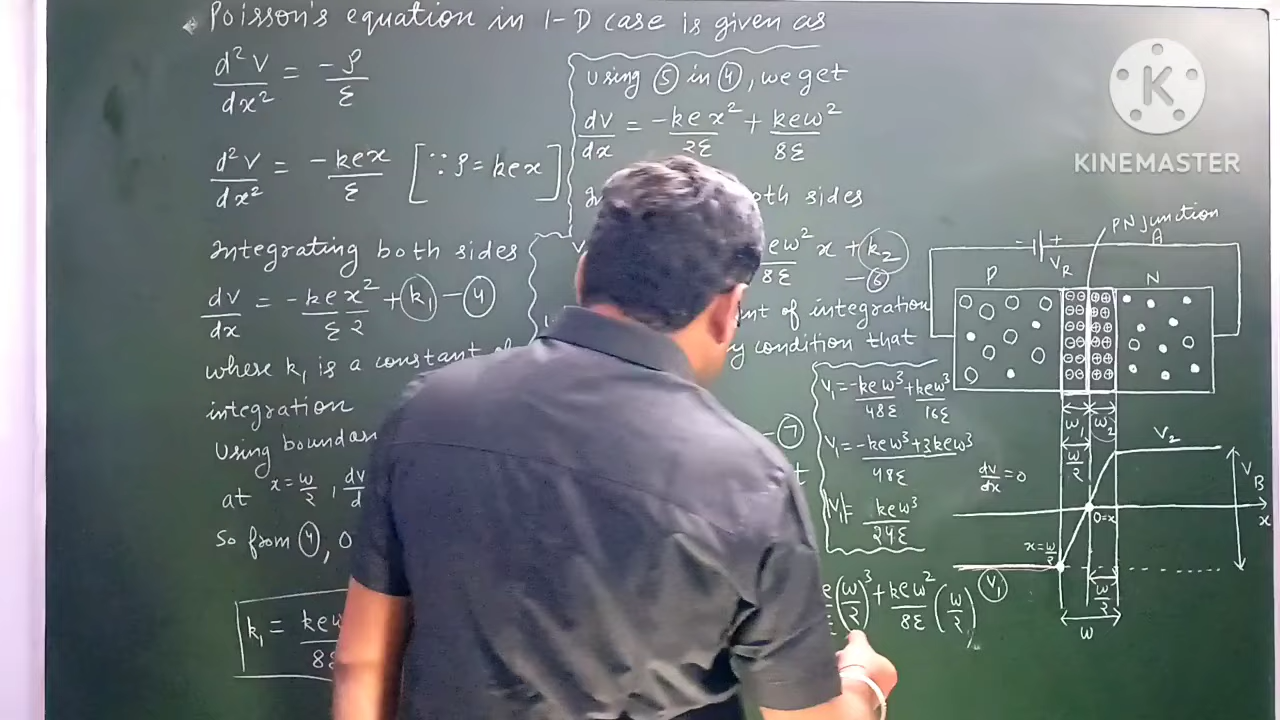 Poisson's equation in 1-D case is given as
d²V/dx² = -ρ/ε
d²V/dx² = -kex/ε [∵ ρ = kex]
Integrating both sides
dv/dx = -ke/ε x²/2 + k₁ - ④
where k₁ is a constant of
integration
Using
at x = w/2 ,
So from ④, 0
k₁ =
Using ⑤ in ④, we get
dv/dx = -kex²/2ε + kew²/8ε
both sides
ew²/8ε x + k₂
- ⑥
of integration
condition that
- ⑦
V₁ = -kew³/48ε + kew³/16ε
V₁ = -kew³ + 3kew³/48ε
V₁ = kew³/24ε
(w/2)³ + kew²/8ε (w/2)
KINEMASTER
PN junction
- +
A
V_R
P
N
w₁ w₂
w/2
V₂
dv/dx = 0
V_B
0=x
x
x = w/2
V₁
w/2
w